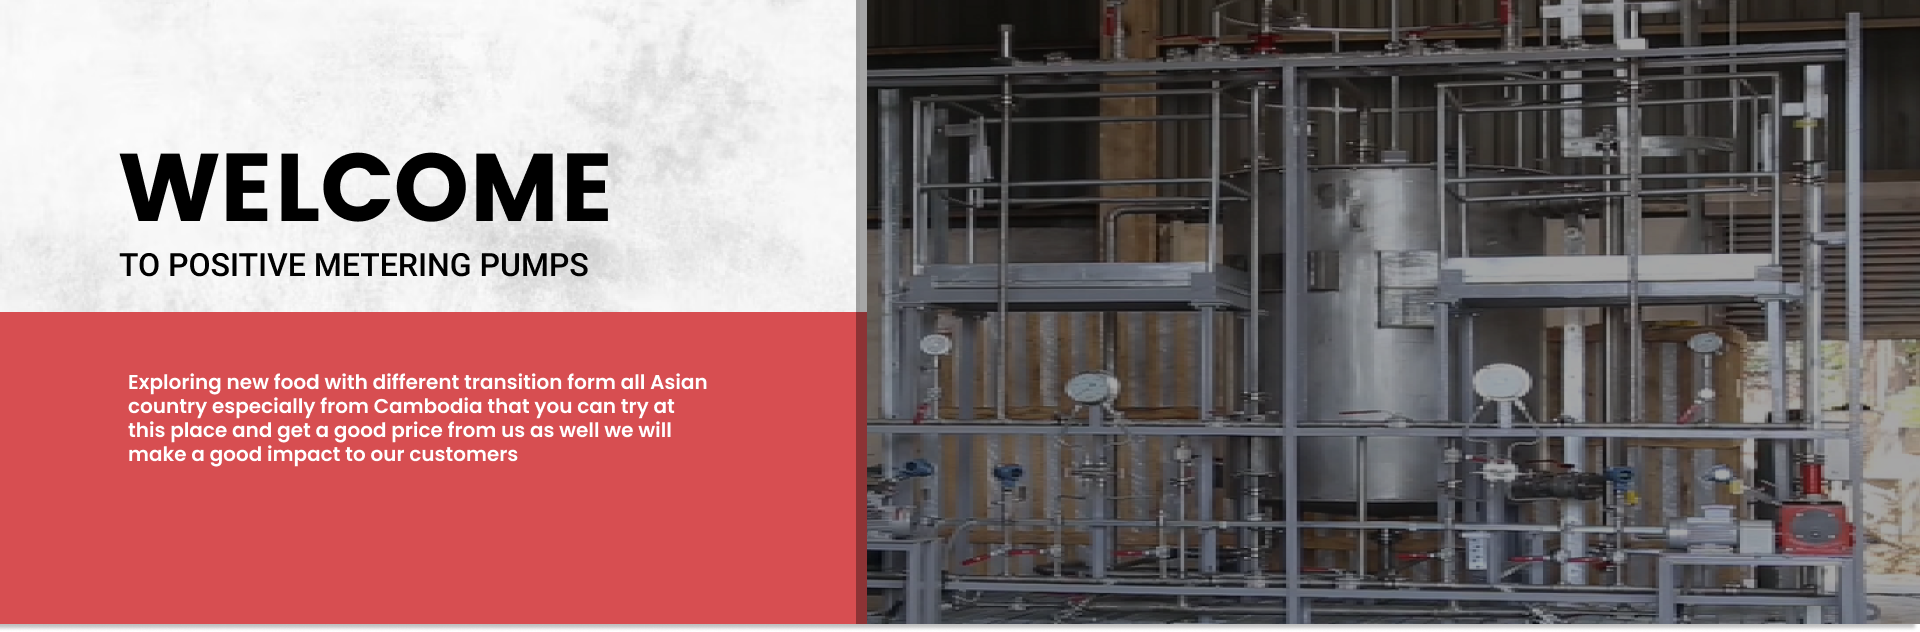 WELCOME
TO POSITIVE METERING PUMPS
Exploring new food with different transition form all Asian
country especially from Cambodia that you can try at
this place and get a good price from us as well we will
make a good impact to our customers